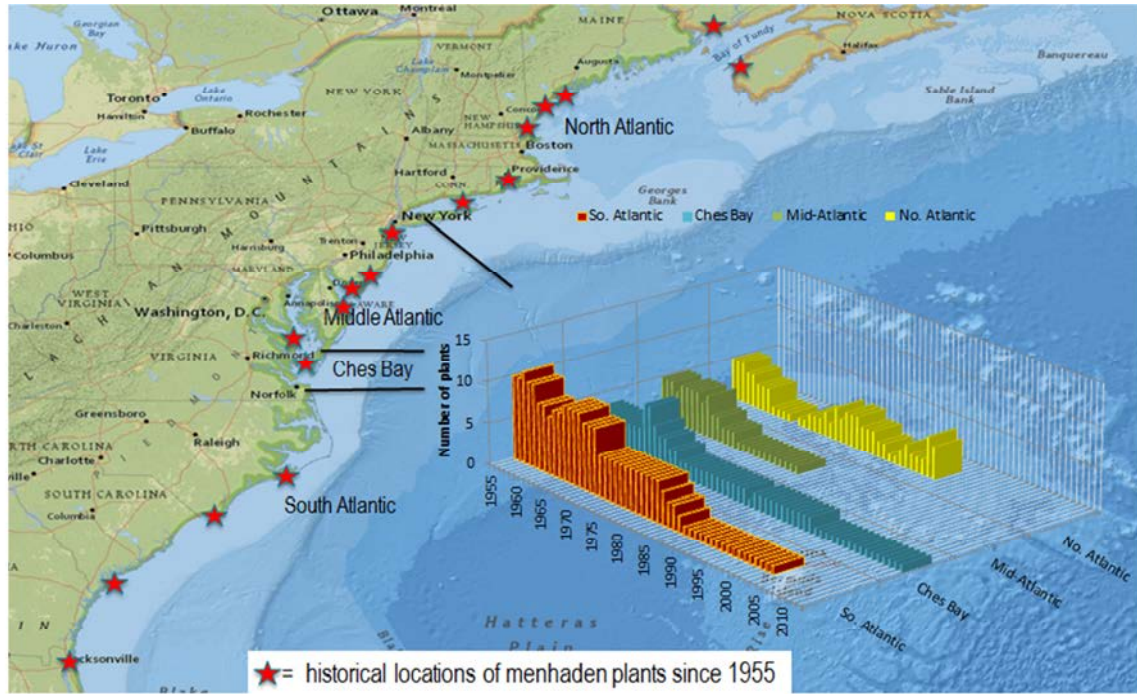 Ottawa
Montreal
MAINE
NOVA SCOTIA
Georgian
Bay
Lake Huron
VERMONT
Bay of Fundy
Halifax
Banquereau
Lake
Champlain
Montpelier
Augusta
Sable Island
Bank
Toronto
Lake
Ontario
NEW YORK
Hamilton
Rochester
NEW
HAMPSHIRE
North Atlantic
Buffalo
Albany
MASSACHUSETTS
Boston
Lake
Erie
Hartford
CONN.
Providence
Cleveland
Georges
Bank
PENNSYLVANIA
New York
So. Atlantic Ches Bay Mid-Atlantic No. Atlantic
Pittsburgh
Harrisburg
Trenton
Philadelphia
Columbus
MARYLAND
WEST
VIRGINIA
Washington, D.C.
Middle Atlantic
Charleston
VIRGINIA
Richmond
Ches Bay
Norfolk
Greensboro
Raleigh
NORTH CAROLINA
Charlotte
SOUTH CAROLINA
Columbia
South Atlantic
Number of plants
15
10
5
0
1955
1960
1965
1970
1975
1980
1985
1990
1995
2000
2005
2010
So. Atlantic
Ches Bay
Mid-Atlantic
No. Atlantic
Hatteras
Plain
Rise
= historical locations of menhaden plants since 1955